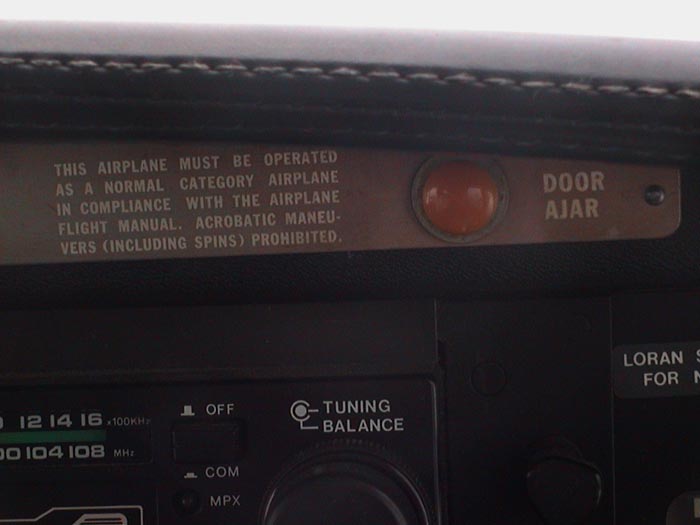 THIS AIRPLANE MUST BE OPERATED
AS A NORMAL CATEGORY AIRPLANE
IN COMPLIANCE WITH THE AIRPLANE
FLIGHT MANUAL. ACROBATIC MANEU-
VERS (INCLUDING SPINS) PROHIBITED.
DOOR
AJAR
LORAN
FOR
12 14 16 x100KHz
104 108 MHz
OFF
COM
MPX
TUNING
BALANCE